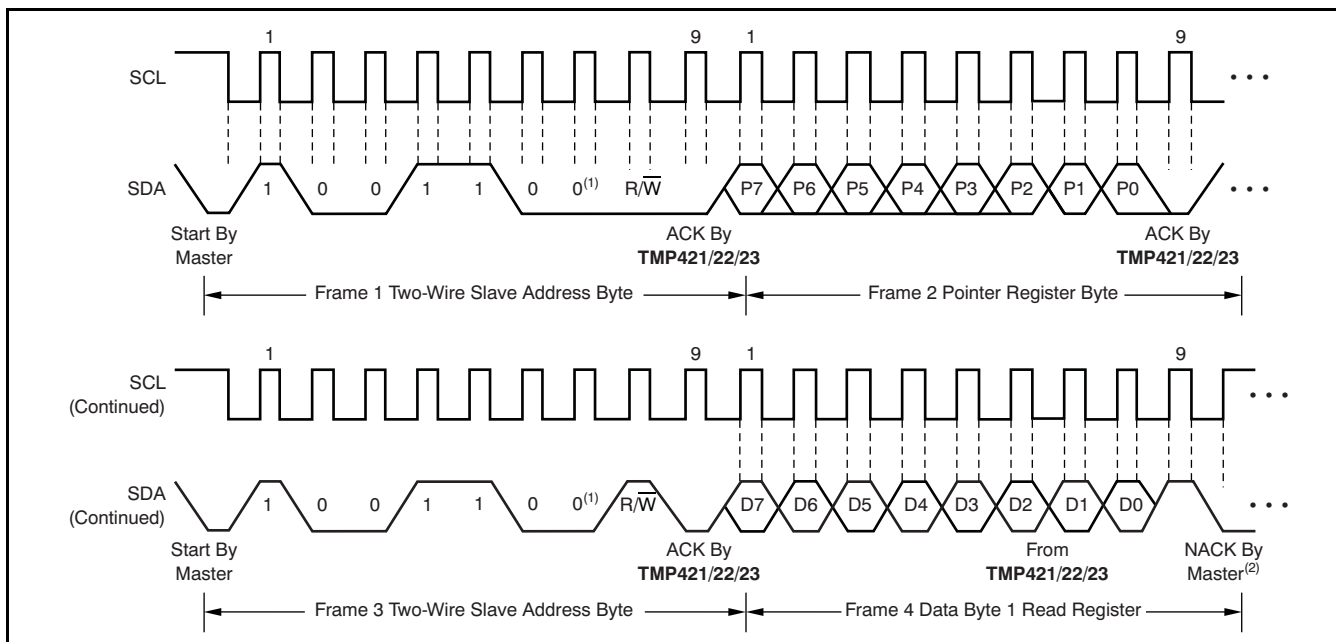 1 9 1 9
SCL • • •
SDA 1 0 0 1 1 0 0(1) R/W̅ P7 P6 P5 P4 P3 P2 P1 P0 • • •
Start By ACK By ACK By
Master TMP421/22/23 TMP421/22/23
Frame 1 Two-Wire Slave Address Byte Frame 2 Pointer Register Byte
1 9 1 9
SCL
(Continued) • • •
SDA
(Continued) 1 0 0 1 1 0 0(1) R/W̅ D7 D6 D5 D4 D3 D2 D1 D0 • • •
Start By ACK By From NACK By
Master TMP421/22/23 TMP421/22/23 Master(2)
Frame 3 Two-Wire Slave Address Byte Frame 4 Data Byte 1 Read Register